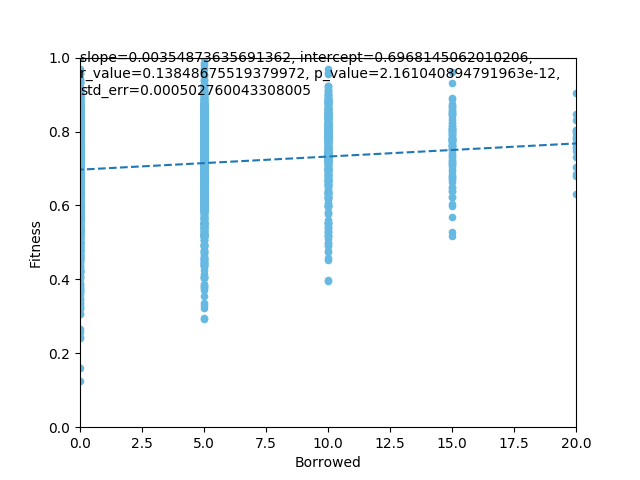 slope=0.00354873635691362, intercept=0.6968145062010206,
r_value=0.13848675519379972, p_value=2.161040894791963e-12,
std_err=0.000502760043308005
1.0
0.8
0.6
0.4
0.2
0.0
Fitness
0.0 2.5 5.0 7.5 10.0 12.5 15.0 17.5 20.0
Borrowed